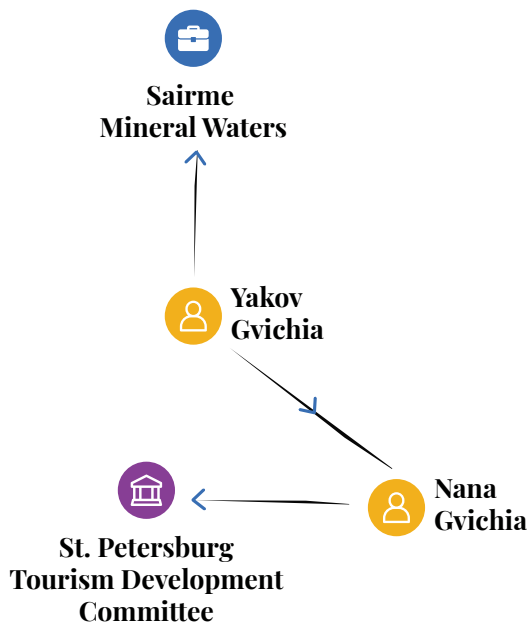 Sairme
Mineral Waters
Yakov
Gvichia
Nana
Gvichia
St. Petersburg
Tourism Development
Committee